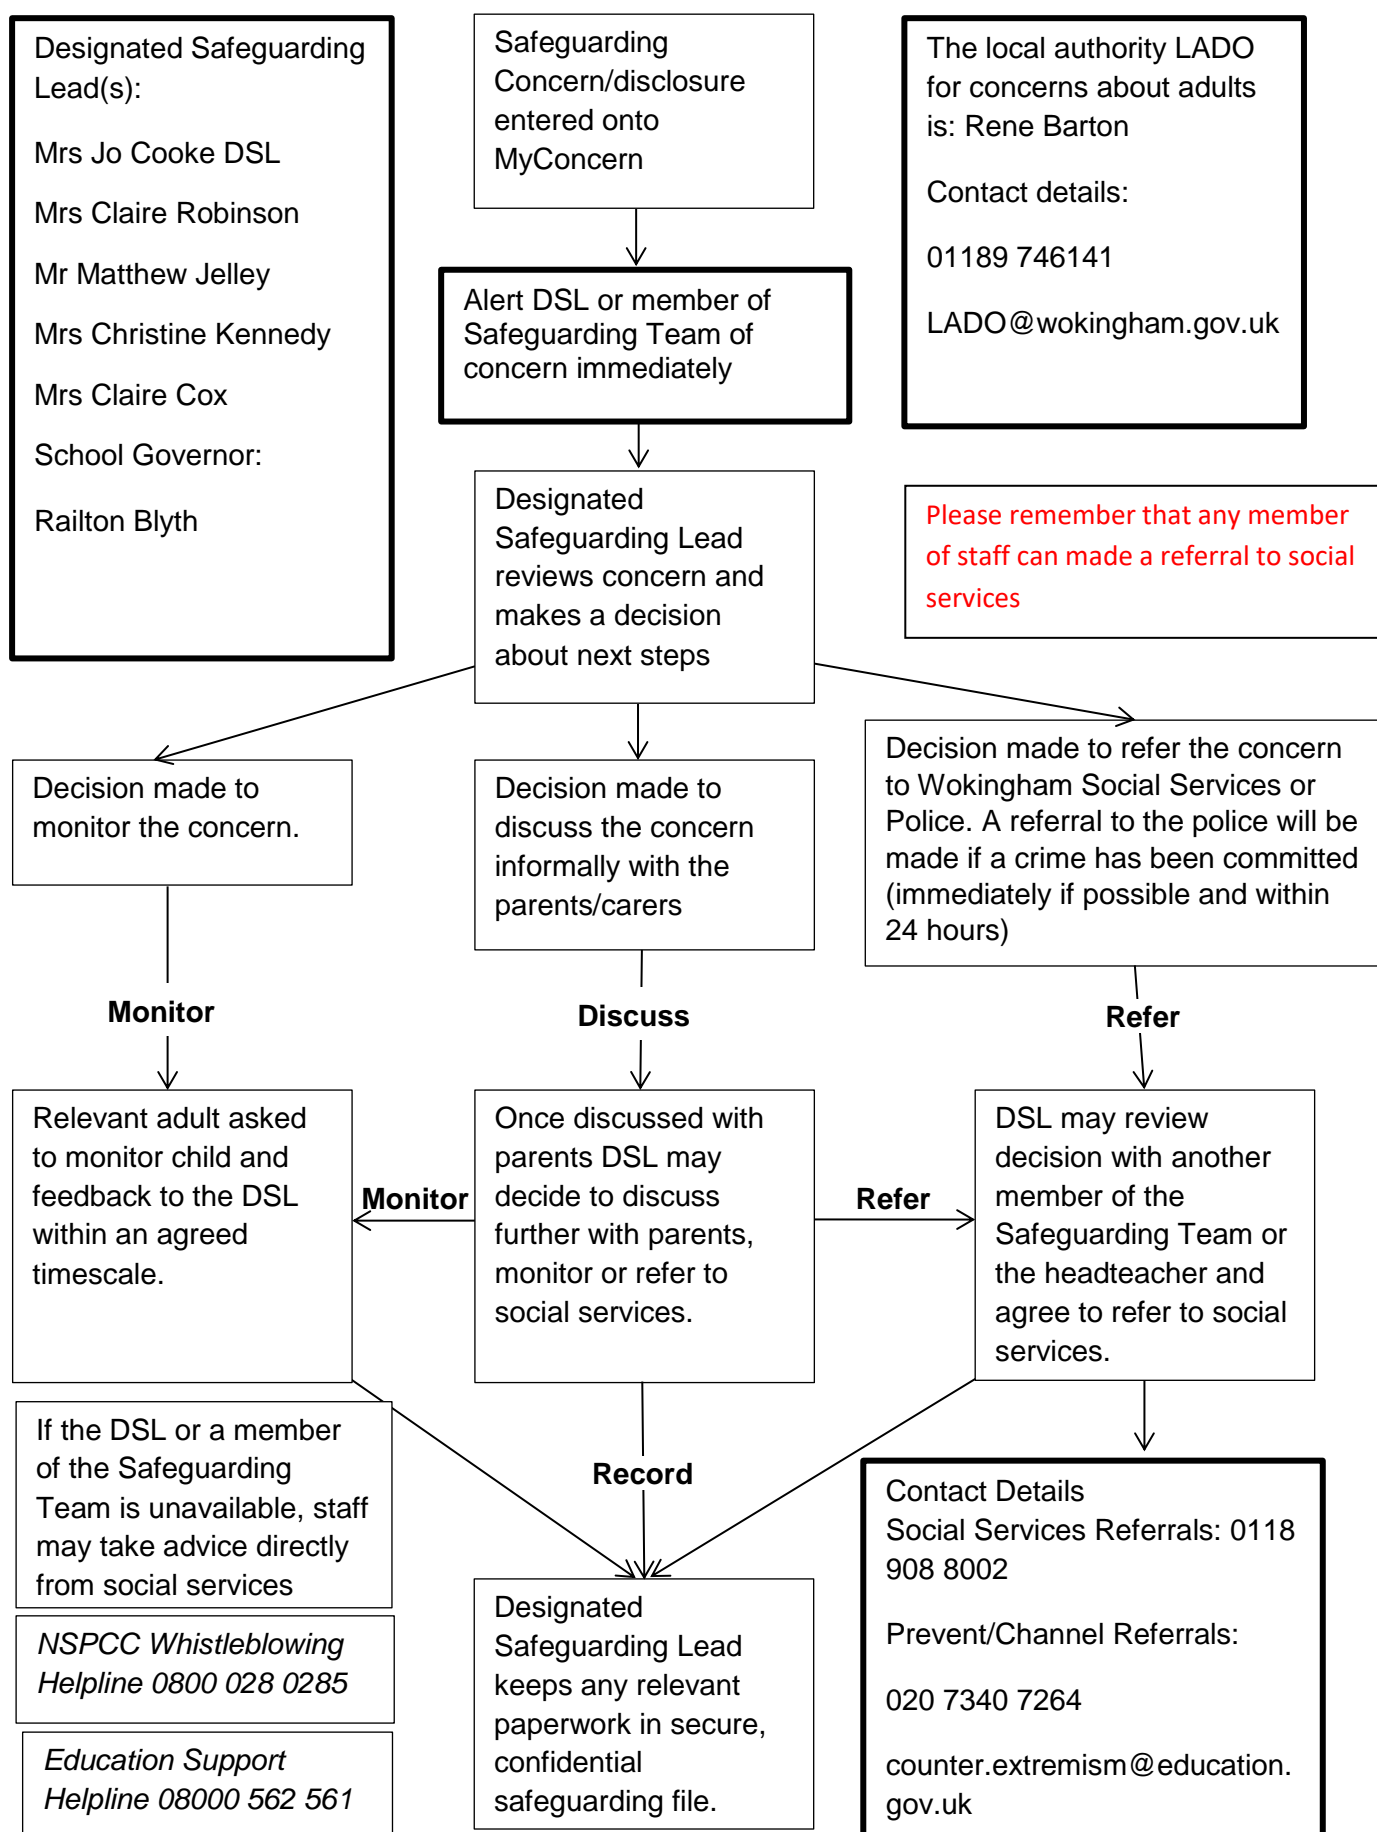 Designated Safeguarding
Lead(s):
Mrs Jo Cooke DSL
Mrs Claire Robinson
Mr Matthew Jelley
Mrs Christine Kennedy
Mrs Claire Cox
School Governor:
Railton Blyth
Safeguarding
Concern/disclosure
entered onto
MyConcern
The local authority LADO
for concerns about adults
is: Rene Barton
Contact details:
01189 746141
LADO@wokingham.gov.uk
Alert DSL or member of
Safeguarding Team of
concern immediately
Designated
Safeguarding Lead
reviews concern and
makes a decision
about next steps
Please remember that any member
of staff can made a referral to social
services
Decision made to
monitor the concern.
Decision made to
discuss the concern
informally with the
parents/carers
Decision made to refer the concern
to Wokingham Social Services or
Police. A referral to the police will be
made if a crime has been committed
(immediately if possible and within
24 hours)
Monitor
Discuss
Refer
Relevant adult asked
to monitor child and
feedback to the DSL
within an agreed
timescale.
Monitor
Once discussed with
parents DSL may
decide to discuss
further with parents,
monitor or refer to
social services.
Refer
DSL may review
decision with another
member of the
Safeguarding Team or
the headteacher and
agree to refer to social
services.
If the DSL or a member
of the Safeguarding
Team is unavailable, staff
may take advice directly
from social services
Record
NSPCC Whistleblowing
Helpline 0800 028 0285
Education Support
Helpline 08000 562 561
Designated
Safeguarding Lead
keeps any relevant
paperwork in secure,
confidential
safeguarding file.
Contact Details
Social Services Referrals: 0118
908 8002
Prevent/Channel Referrals:
020 7340 7264
counter.extremism@education.
gov.uk